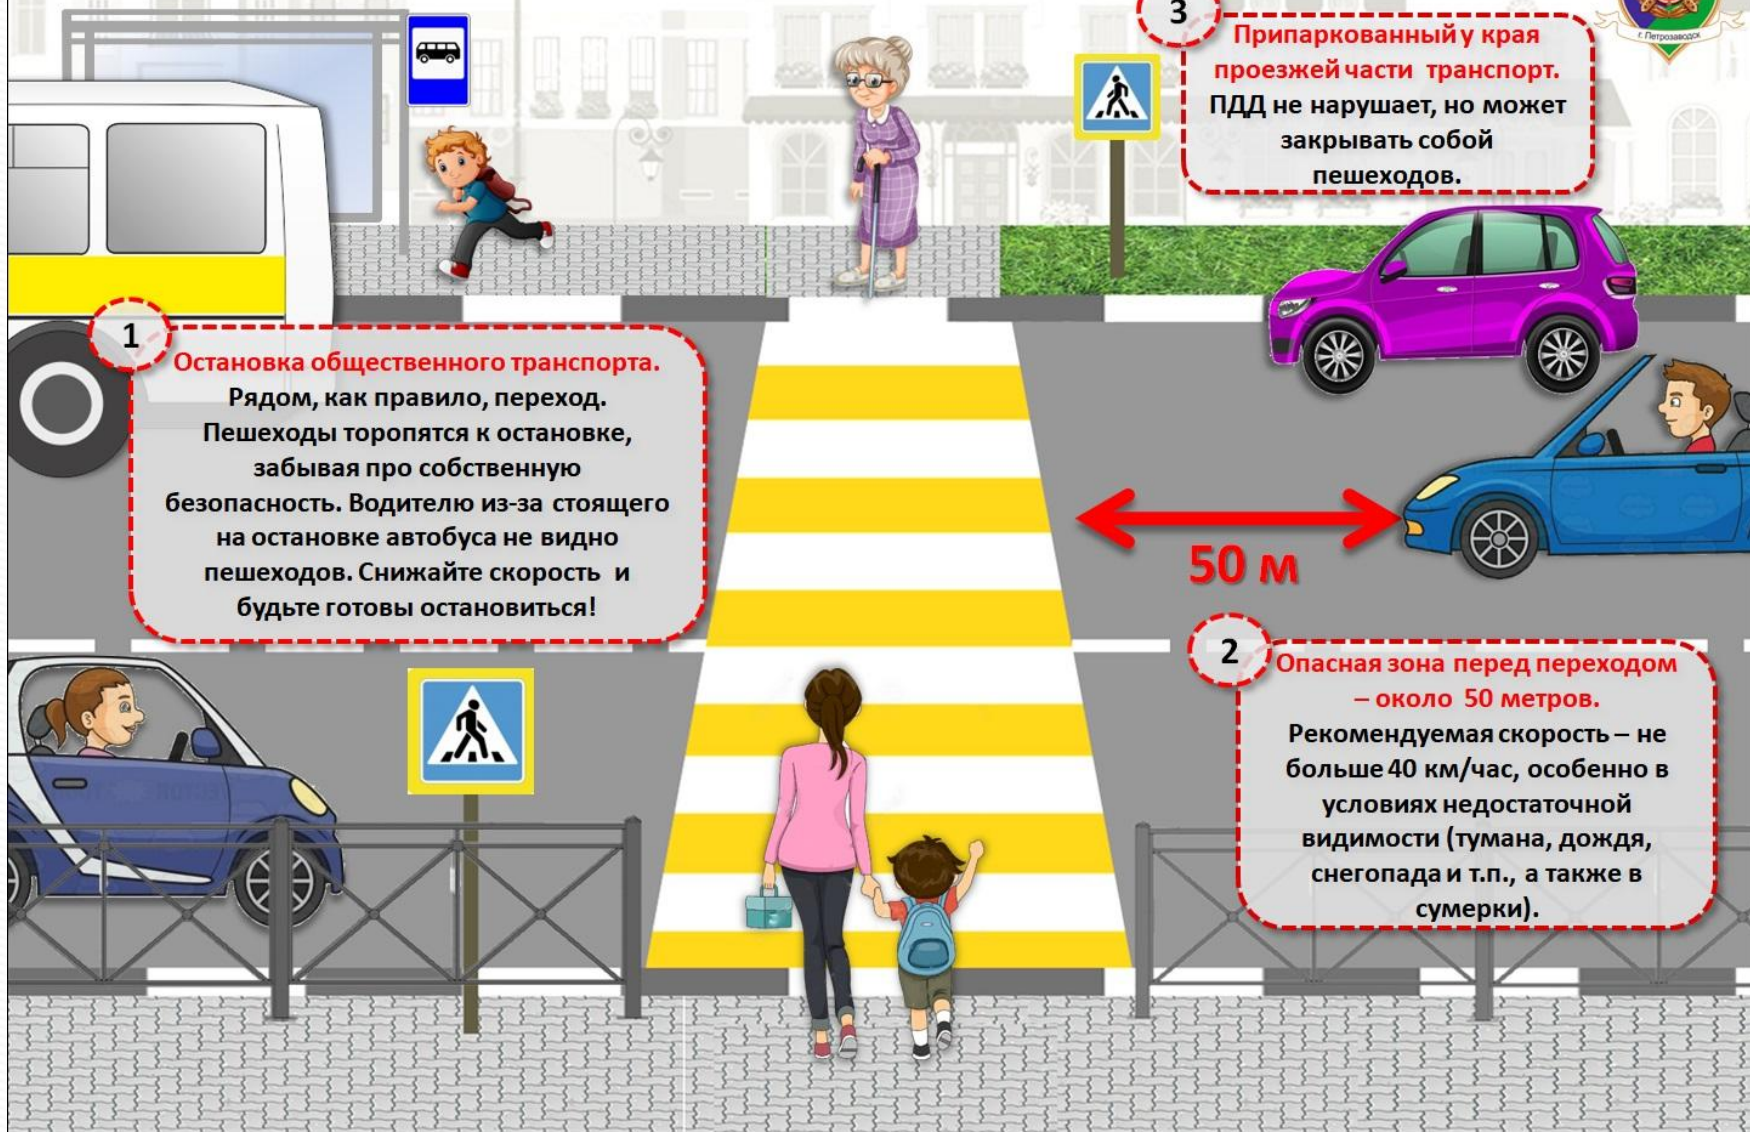 3
Припаркованный у края
проезжей части транспорт.
ПДД не нарушает, но может
закрывать собой
пешеходов.
г. Петрозаводск
1
Остановка общественного транспорта.
Рядом, как правило, переход.
Пешеходы торопятся к остановке,
забывая про собственную
безопасность. Водителю из-за стоящего
на остановке автобуса не видно
пешеходов. Снижайте скорость и
будьте готовы остановиться!
50 м
2
Опасная зона перед переходом
– около 50 метров.
Рекомендуемая скорость – не
больше 40 км/час, особенно в
условиях недостаточной
видимости (тумана, дождя,
снегопада и т.п., а также в
сумерки).